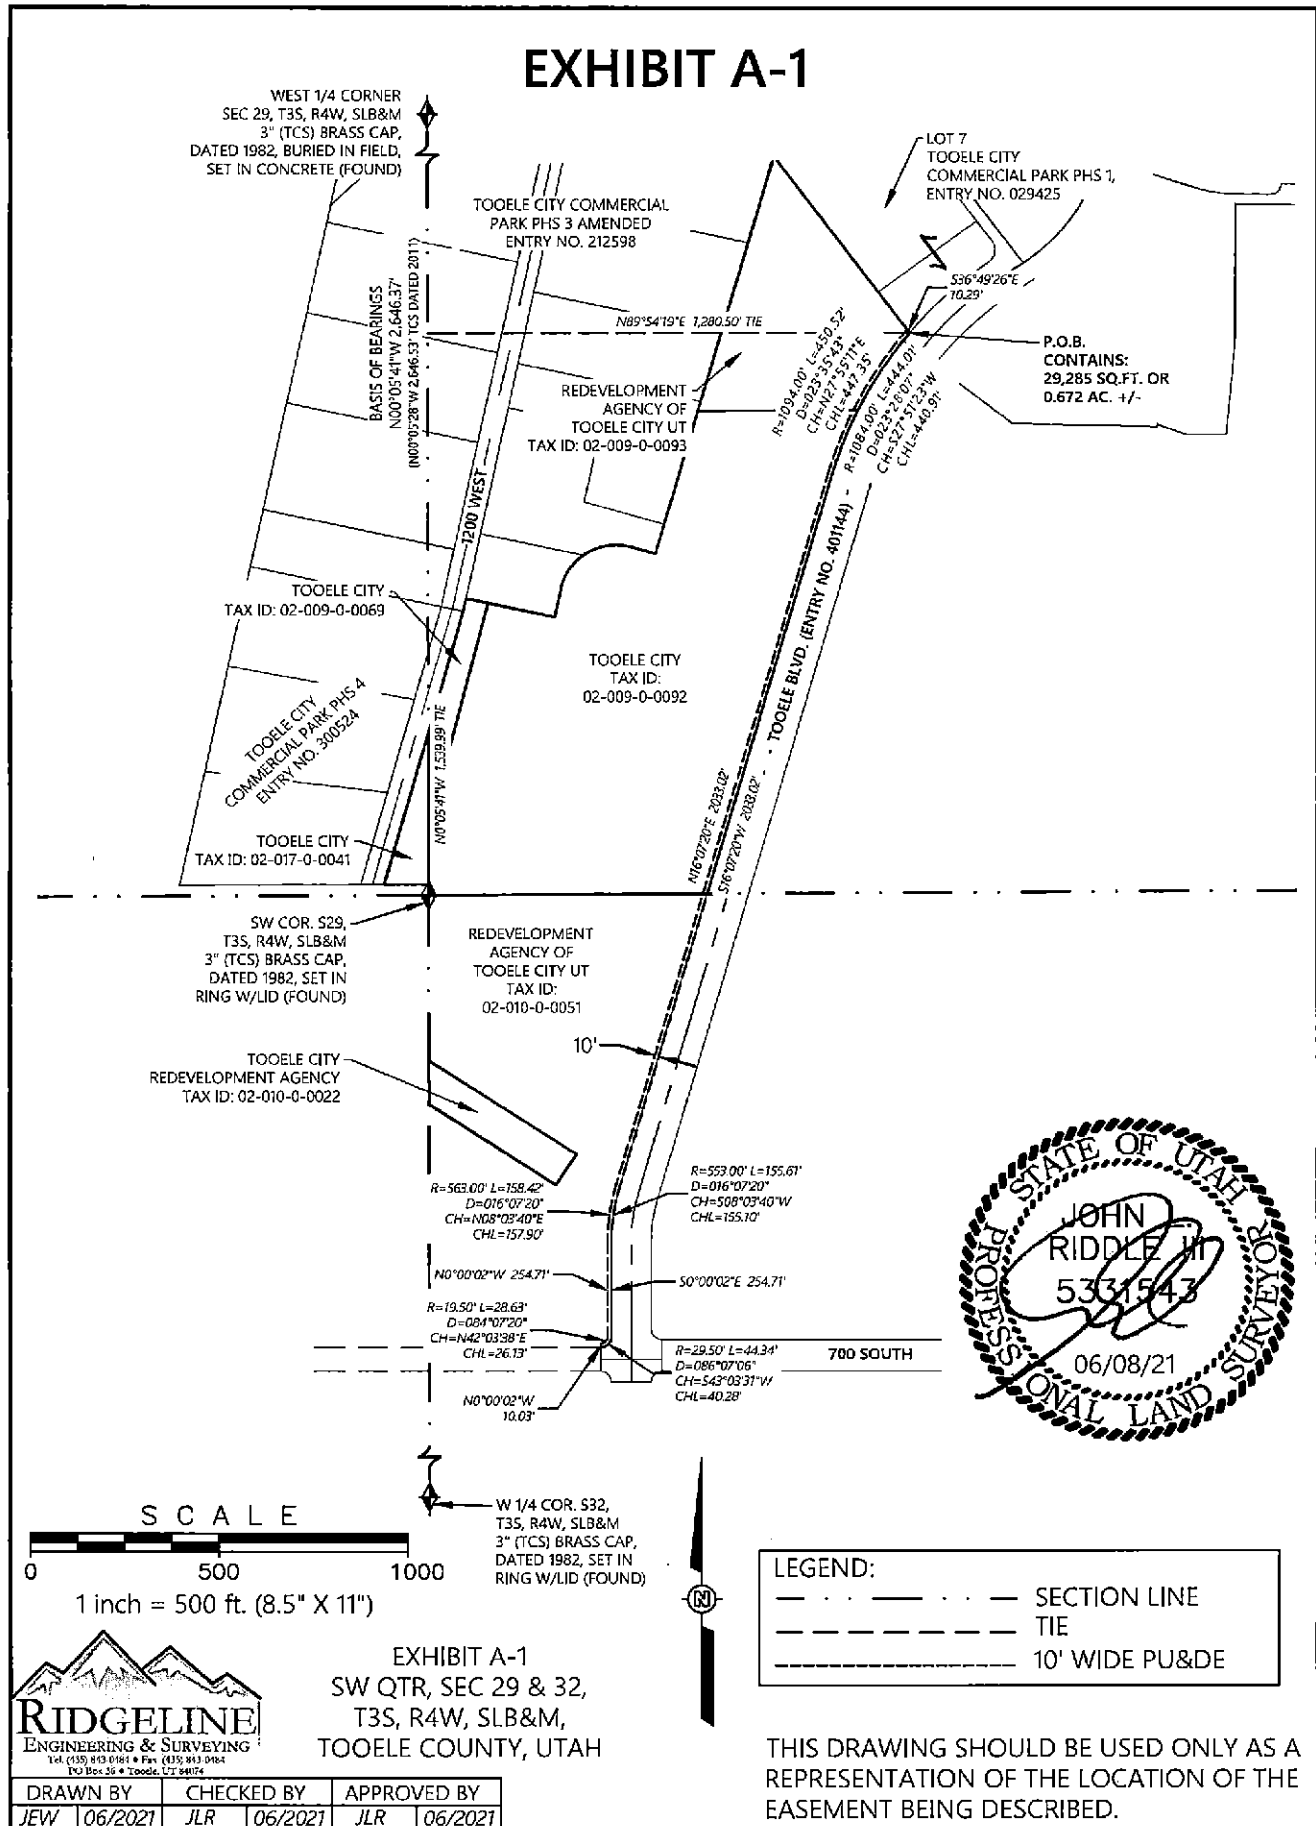 EXHIBIT A-1
WEST 1/4 CORNER
SEC 29, T3S, R4W, SLB&M
3" (TCS) BRASS CAP,
DATED 1982, BURIED IN FIELD,
SET IN CONCRETE (FOUND)
LOT 7
TOOELE CITY
COMMERCIAL PARK PHS 1,
ENTRY NO. 029425
TOOELE CITY COMMERCIAL
PARK PHS 3 AMENDED
ENTRY NO. 212598
BASIS OF BEARINGS
N00°05'41"W 2,646.37'
(N00°05'28"W 2,646.53' TCS DATED 2011)
S36°49'26"E
10.29'
N89°54'19"E 1,280.50' TIE
P.O.B.
CONTAINS:
29,285 SQ.FT. OR
0.672 AC. +/-
R=1094.00' L=450.52'
D=023°35'43"
CH=N27°55'11"E
CHL=447.35'
R=1084.00' L=444.01'
D=023°28'07"
CH=S27°51'23"W
CHL=440.91'
REDEVELOPMENT
AGENCY OF
TOOELE CITY UT
TAX ID: 02-009-0-0093
1200 WEST
TOOELE BLVD. (ENTRY NO. 401144)
TOOELE CITY
TAX ID: 02-009-0-0069
TOOELE CITY
TAX ID:
02-009-0-0092
TOOELE CITY
COMMERCIAL PARK PHS 4
ENTRY NO. 300524
N0°05'41"W 1,539.99' TIE
N16°07'20"E 2033.02'
S16°07'20"W 2033.02'
TOOELE CITY
TAX ID: 02-017-0-0041
SW COR. S29,
T3S, R4W, SLB&M
3" (TCS) BRASS CAP,
DATED 1982, SET IN
RING W/LID (FOUND)
REDEVELOPMENT
AGENCY OF
TOOELE CITY UT
TAX ID:
02-010-0-0051
10'
TOOELE CITY
REDEVELOPMENT AGENCY
TAX ID: 02-010-0-0022
R=563.00' L=158.42'
D=016°07'20"
CH=N08°03'40"E
CHL=157.90'
R=553.00' L=155.61'
D=016°07'20"
CH=S08°03'40"W
CHL=155.10'
N0°00'02"W 254.71'
S0°00'02"E 254.71'
R=19.50' L=28.63'
D=084°07'20"
CH=N42°03'38"E
CHL=26.13'
R=29.50' L=44.34'
D=086°07'06"
CH=S43°03'31"W
CHL=40.28'
700 SOUTH
N0°00'02"W
10.03'
STATE OF UTAH
PROFESSIONAL LAND SURVEYOR
JOHN
RIDDLE III
5331543
06/08/21
W 1/4 COR. S32,
T3S, R4W, SLB&M
3" (TCS) BRASS CAP,
DATED 1982, SET IN
RING W/LID (FOUND)
SCALE
0 500 1000
1 inch = 500 ft. (8.5" X 11")
N
LEGEND:
SECTION LINE
TIE
10' WIDE PU&DE
RIDGELINE
ENGINEERING & SURVEYING
Tel. (435) 843-0484 • Fax (435) 843-0484
PO Box 36 • Tooele, UT 84074
EXHIBIT A-1
SW QTR, SEC 29 & 32,
T3S, R4W, SLB&M,
TOOELE COUNTY, UTAH
DRAWN BY CHECKED BY APPROVED BY
JEW 06/2021 JLR 06/2021 JLR 06/2021
THIS DRAWING SHOULD BE USED ONLY AS A
REPRESENTATION OF THE LOCATION OF THE
EASEMENT BEING DESCRIBED.